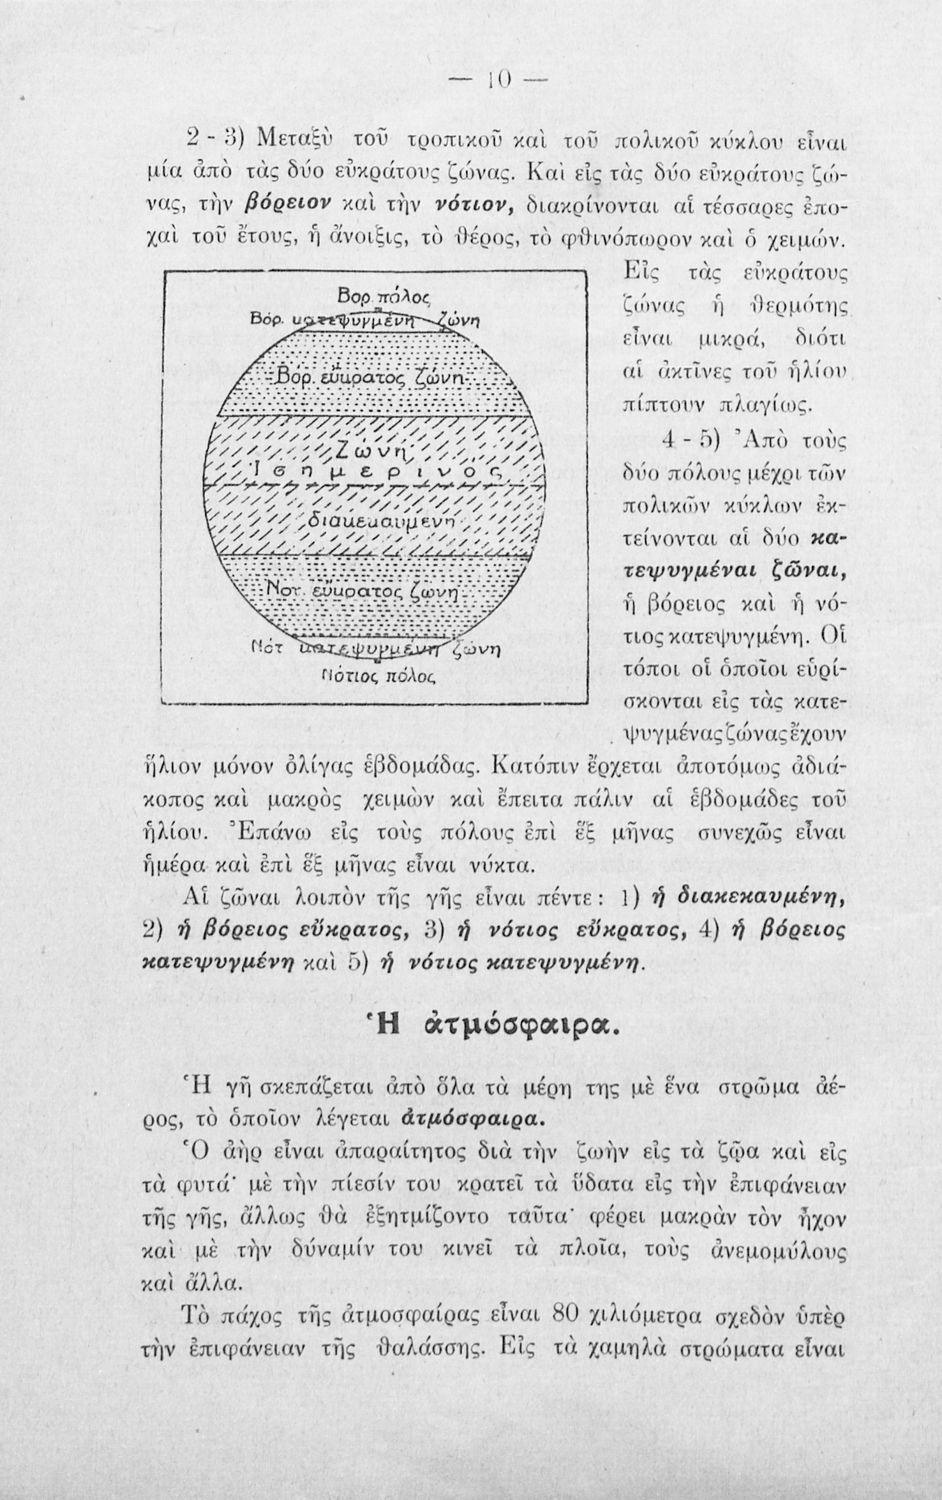 — 10 —
2 - 3) Μεταξὺ τοῦ τροπικοῦ καὶ τοῦ πολικοῦ κύκλου εἶναι
μία ἀπὸ τὰς δύο εὐκράτους ζώνας. Καὶ εἰς τὰς δύο εὐκράτους ζώ-
νας, τὴν βόρειον καὶ τὴν νότιον, διακρίνονται αἱ τέσσαρες ἐπο-
χαὶ τοῦ ἔτους, ἡ ἄνοιξις, τὸ θέρος, τὸ φθινόπωρον καὶ ὁ χειμών.
Βορ. πόλος
Βόρ. κατεψυγμένη ζώνη
Βόρ. εὔκρατος ζώνη
Ζώνη
Ἰσημερινός
διακεκαυμένη
Νοτ. εὔκρατος ζώνη
Νότ κατεψυγμένη ζώνη
Νότιος πόλος
Εἰς τὰς εὐκράτους
ζώνας ἡ θερμότης
εἶναι μικρά, διότι
αἱ ἀκτῖνες τοῦ ἡλίου
πίπτουν πλαγίως.
4 - 5) Ἀπὸ τοὺς
δύο πόλους μέχρι τῶν
πολικῶν κύκλων ἐκ-
τείνονται αἱ δύο κα-
τεψυγμέναι ζῶναι,
ἡ βόρειος καὶ ἡ νό-
τιος κατεψυγμένη. Οἱ
τόποι οἱ ὁποῖοι εὑρί-
σκονται εἰς τὰς κατε-
ψυγμένας ζώνας ἔχουν
ἥλιον μόνον ὀλίγας ἑβδομάδας. Κατόπιν ἔρχεται ἀποτόμως ἀδιά-
κοπος καὶ μακρὸς χειμὼν καὶ ἔπειτα πάλιν αἱ ἑβδομάδες τοῦ
ἡλίου. Ἐπάνω εἰς τοὺς πόλους ἐπὶ ἓξ μῆνας συνεχῶς εἶναι
ἡμέρα καὶ ἐπὶ ἓξ μῆνας εἶναι νύκτα.
Αἱ ζῶναι λοιπὸν τῆς γῆς εἶναι πέντε: 1) ἡ διακεκαυμένη,
2) ἡ βόρειος εὔκρατος, 3) ἡ νότιος εὔκρατος, 4) ἡ βόρειος
κατεψυγμένη καὶ 5) ἡ νότιος κατεψυγμένη.
Ἡ ἀτμόσφαιρα.
Ἡ γῆ σκεπάζεται ἀπὸ ὅλα τὰ μέρη της μὲ ἕνα στρῶμα ἀέ-
ρος, τὸ ὁποῖον λέγεται ἀτμόσφαιρα.
Ὁ ἀὴρ εἶναι ἀπαραίτητος διὰ τὴν ζωὴν εἰς τὰ ζῷα καὶ εἰς
τὰ φυτά· μὲ τὴν πίεσίν του κρατεῖ τὰ ὕδατα εἰς τὴν ἐπιφάνειαν
τῆς γῆς, ἄλλως θὰ ἐξητμίζοντο ταῦτα· φέρει μακρὰν τὸν ἦχον
καὶ μὲ τὴν δύναμίν του κινεῖ τὰ πλοῖα, τοὺς ἀνεμομύλους
καὶ ἄλλα.
Τὸ πάχος τῆς ἀτμοσφαίρας εἶναι 80 χιλιόμετρα σχεδὸν ὑπὲρ
τὴν ἐπιφάνειαν τῆς θαλάσσης. Εἰς τὰ χαμηλὰ στρώματα εἶναι